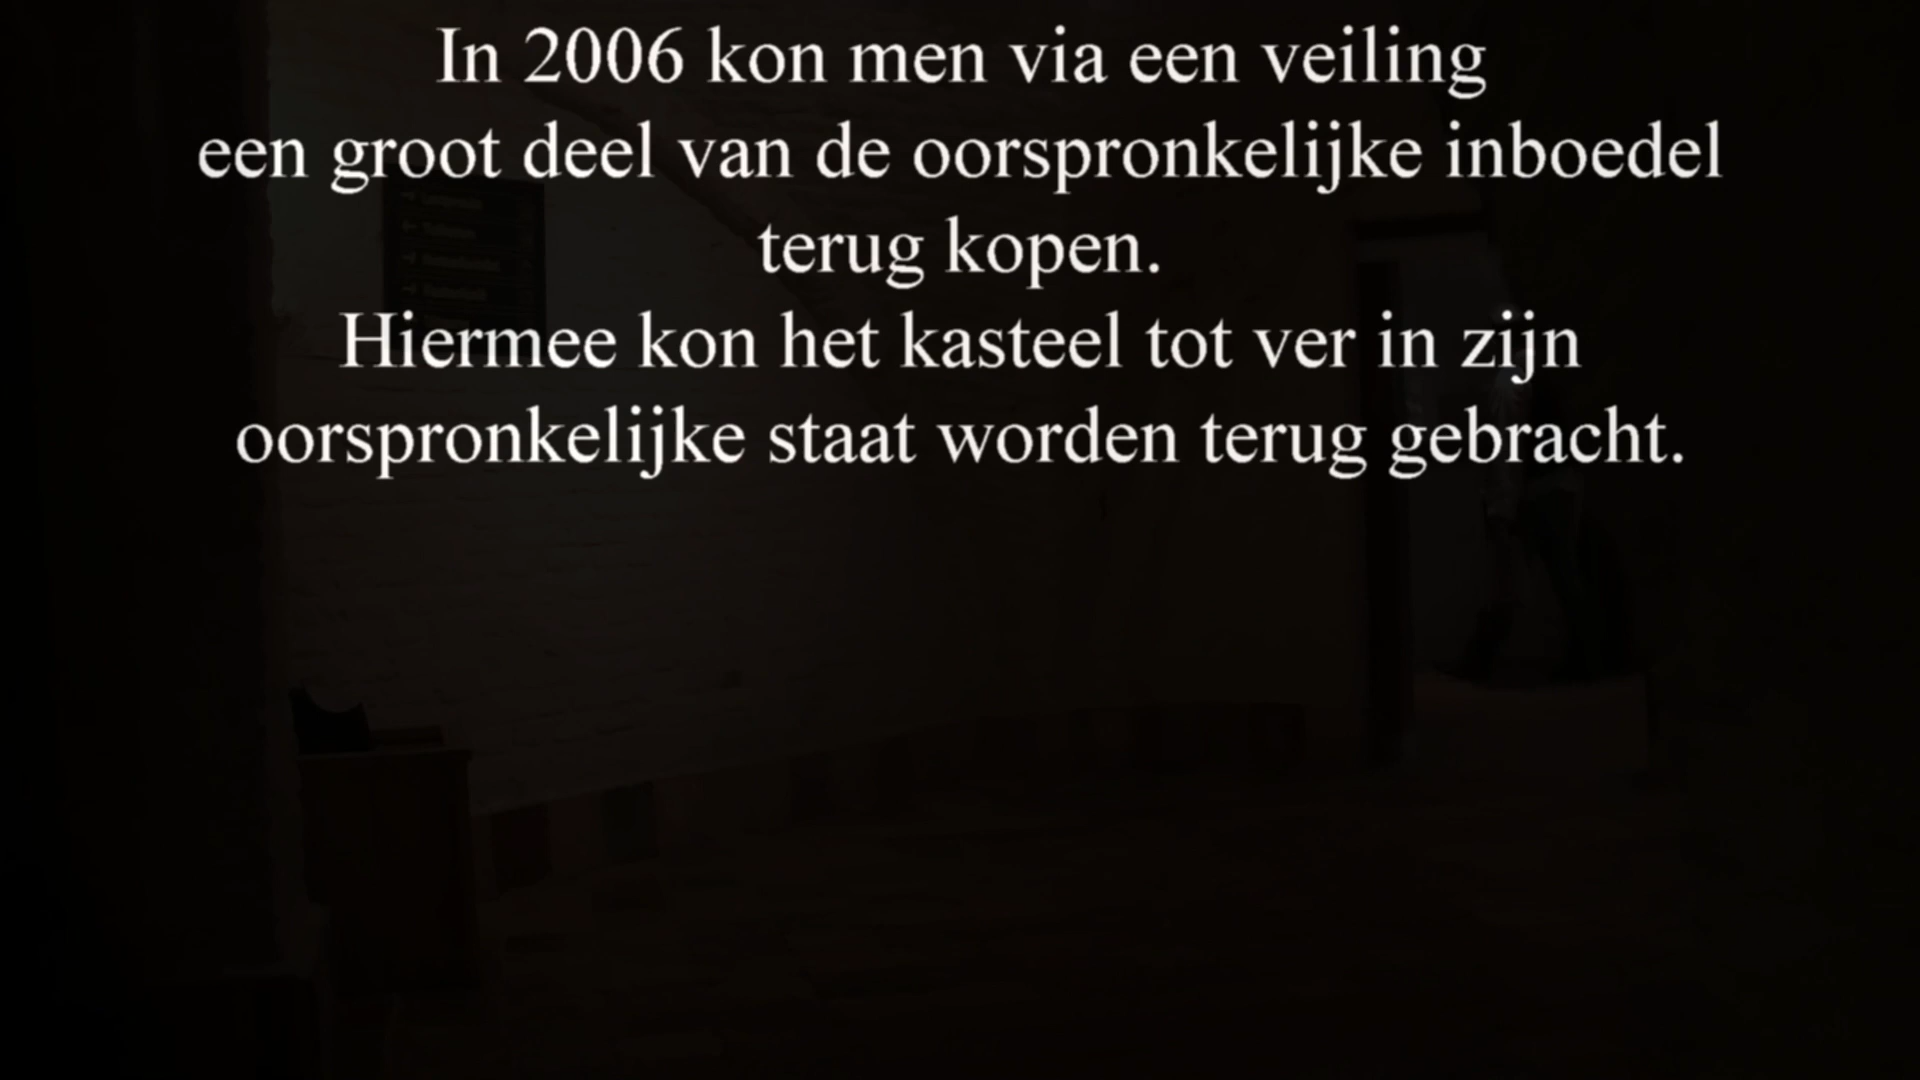 In 2006 kon men via een veiling
een groot deel van de oorspronkelijke inboedel
terug kopen.
Hiermee kon het kasteel tot ver in zijn
oorspronkelijke staat worden terug gebracht.